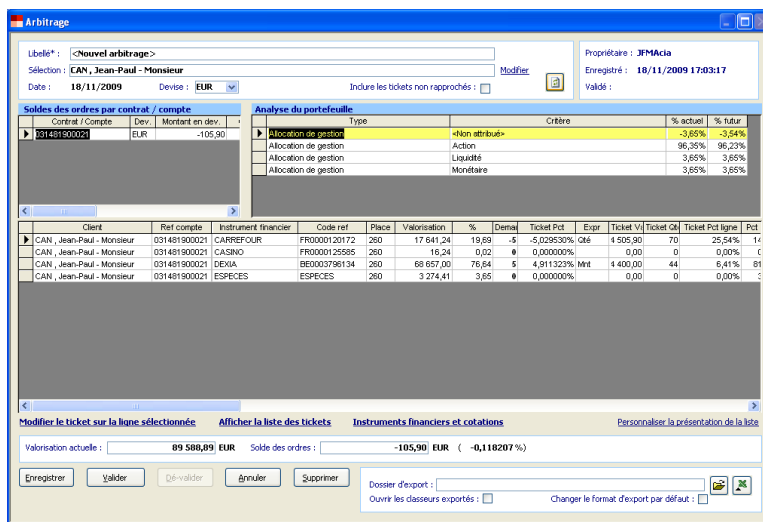 Arbitrage
Libellé* : <Nouvel arbitrage> Propriétaire : JFMAcia
Sélection : CAN , Jean-Paul - Monsieur Modifier Enregistré : 18/11/2009 17:03:17
Date : 18/11/2009 Devise : EUR Inclure les tickets non rapprochés : Validé :
Soldes des ordres par contrat / compte Analyse du portefeuille
Contrat / Compte Dev. Montant en dev. Type Critère % actuel % futur
031481900021 EUR -105,90 Allocation de gestion <Non attribué> -3,65% -3,54%
Allocation de gestion Action 96,35% 96,23%
Allocation de gestion Liquidité 3,65% 3,65%
Allocation de gestion Monétaire 3,65% 3,65%
Client Ref compte Instrument financier Code ref Place Valorisation % Demai Ticket Pct Expr Ticket Va Ticket Qté Ticket Pct ligne Pct
CAN , Jean-Paul - Monsieur 031481900021 CARREFOUR FR0000120172 260 17 641,24 19,69 -5 -5,029530% Qté 4 505,90 70 25,54% 14
CAN , Jean-Paul - Monsieur 031481900021 CASINO FR0000125585 260 16,24 0,02 0 0,000000% 0,00 0 0,00%
CAN , Jean-Paul - Monsieur 031481900021 DEXIA BE0003796134 260 68 657,00 76,64 5 4,911323% Mnt 4 400,00 44 6,41% 81
CAN , Jean-Paul - Monsieur 031481900021 ESPECES ESPECES 260 3 274,41 3,65 0 0,000000% 0,00 0 0,00%
Modifier le ticket sur la ligne sélectionnée Afficher la liste des tickets Instruments financiers et cotations Personnaliser la présentation de la liste
Valorisation actuelle : 89 588,89 EUR Solde des ordres : -105,90 EUR ( -0,118207 %)
Enregistrer Valider Dé-valider Annuler Supprimer Dossier d'export :
Ouvrir les classeurs exportés : Changer le format d'export par défaut :